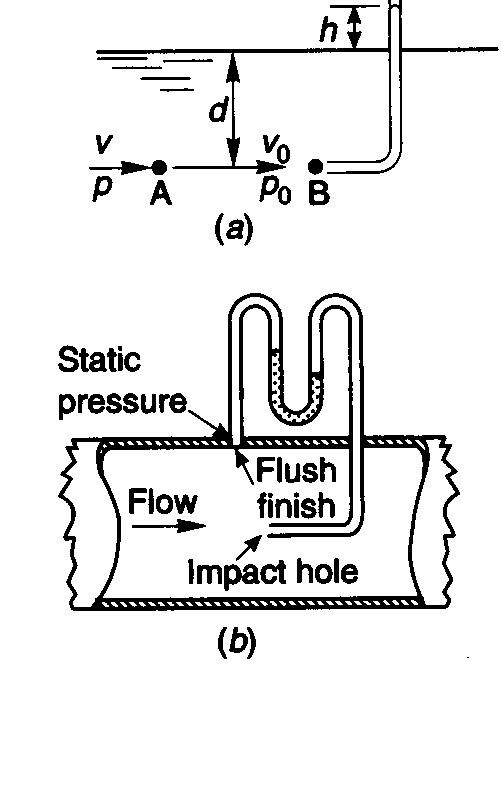 h
d
v
v₀
p
A
p₀
B
(a)
Static
pressure
Flush
finish
Flow
Impact hole
(b)